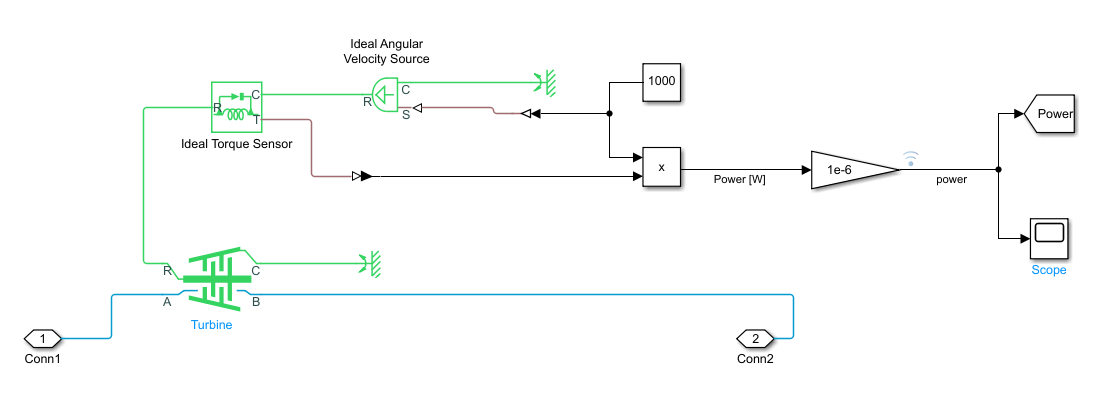 Ideal Angular
Velocity Source
C
R
S
1000
R
C
T
Ideal Torque Sensor
Power
x
Power [W]
1e-6
power
Scope
R
C
A
B
Turbine
1
Conn1
2
Conn2